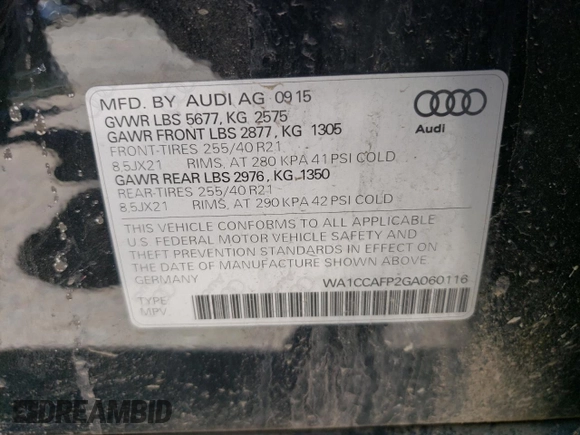 MFD. BY AUDI AG 09 15
GVWR LBS 5677, KG 2575
GAWR FRONT LBS 2877, KG 1305
FRONT-TIRES 255/40 R21
8.5JX21 RIMS, AT 280 KPA 41 PSI COLD
GAWR REAR LBS 2976, KG 1350
REAR-TIRES 255/40 R21
8.5JX21 RIMS, AT 290 KPA 42 PSI COLD
Audi
THIS VEHICLE CONFORMS TO ALL APPLICABLE
U.S. FEDERAL MOTOR VEHICLE SAFETY AND
THEFT PREVENTION STANDARDS IN EFFECT ON
THE DATE OF MANUFACTURE SHOWN ABOVE
GERMANY WA1CCAFP2GA060116
TYPE
MPV
DREAMBID